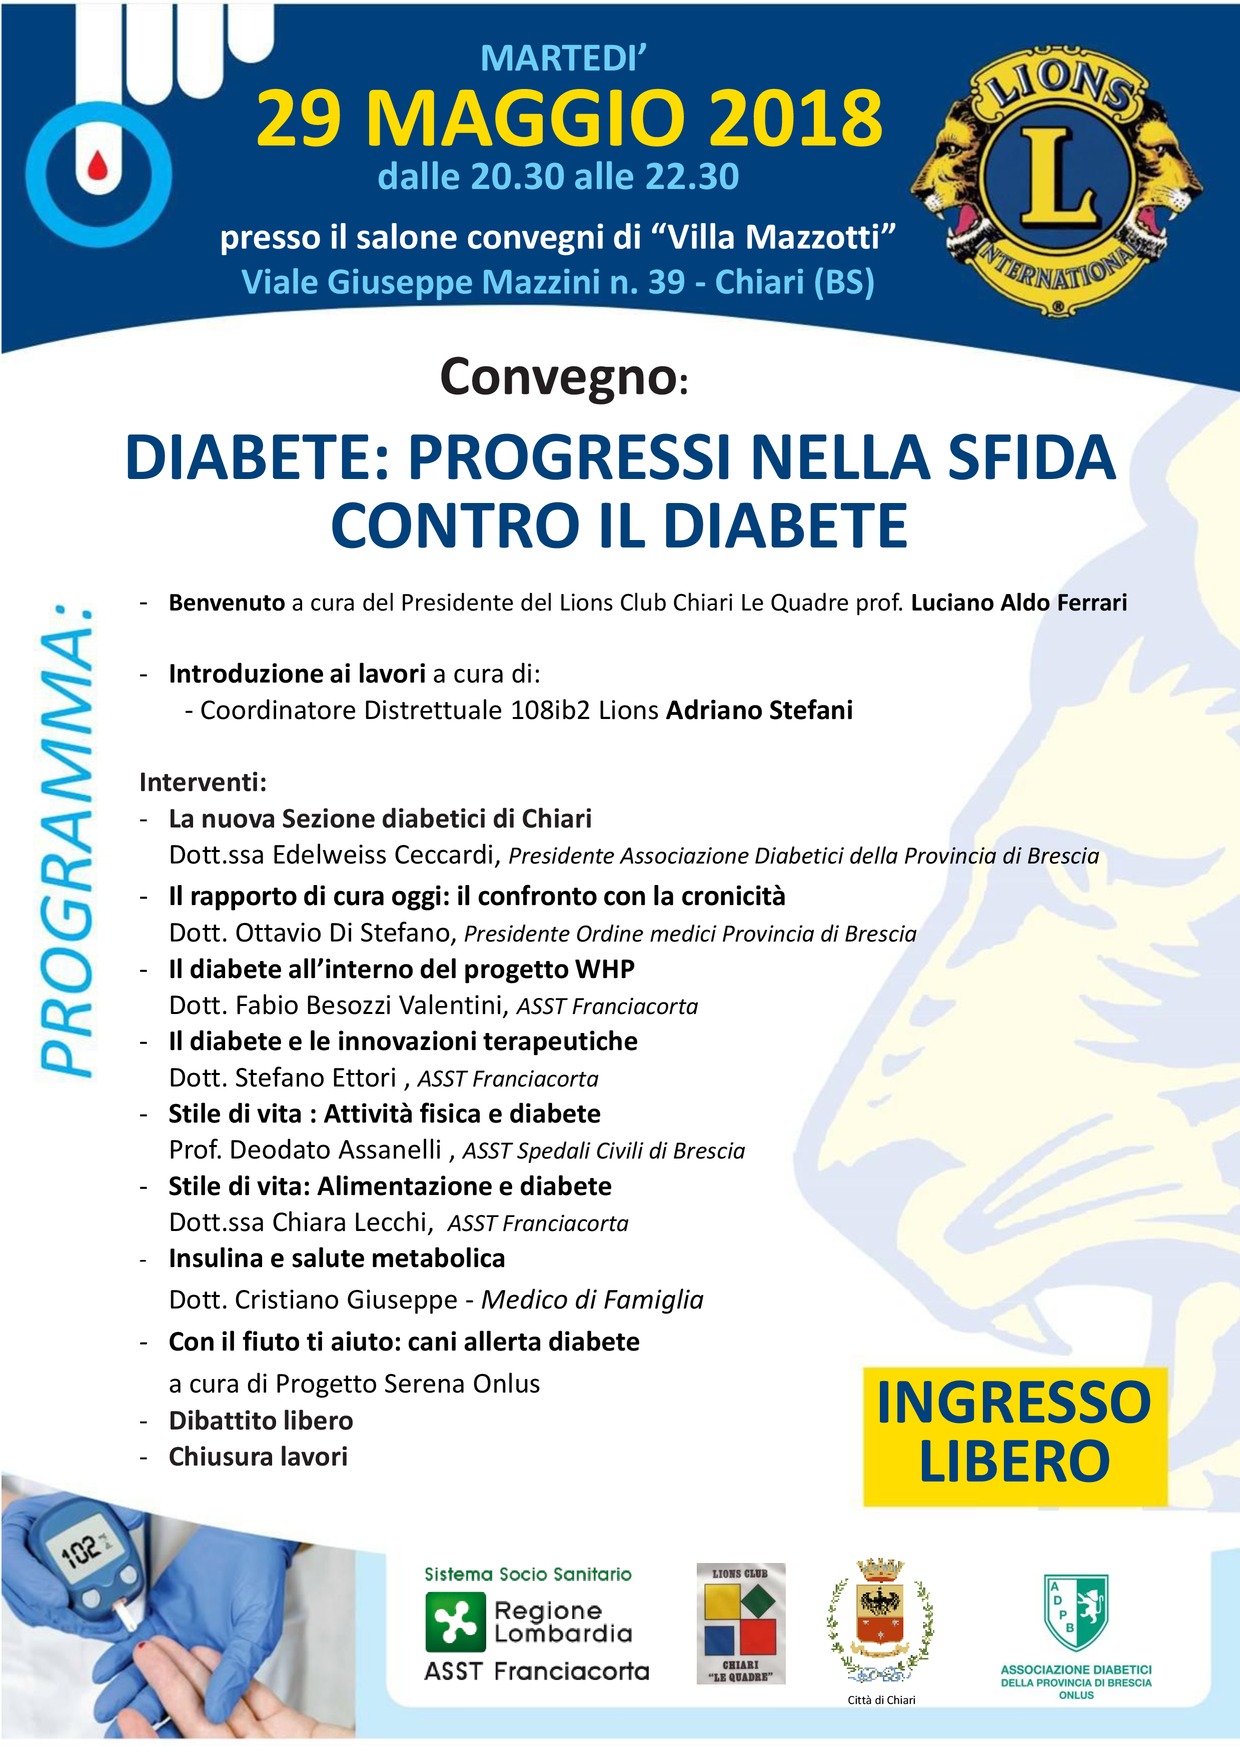 MARTEDI’
29 MAGGIO 2018
dalle 20.30 alle 22.30
presso il salone convegni di “Villa Mazzotti”
Viale Giuseppe Mazzini n. 39 - Chiari (BS)
LIONS
L
INTERNATIONAL
®
Convegno:
DIABETE: PROGRESSI NELLA SFIDA
CONTRO IL DIABETE
PROGRAMMA:
- Benvenuto a cura del Presidente del Lions Club Chiari Le Quadre prof. Luciano Aldo Ferrari
- Introduzione ai lavori a cura di:
- Coordinatore Distrettuale 108ib2 Lions Adriano Stefani
Interventi:
- La nuova Sezione diabetici di Chiari
Dott.ssa Edelweiss Ceccardi, Presidente Associazione Diabetici della Provincia di Brescia
- Il rapporto di cura oggi: il confronto con la cronicità
Dott. Ottavio Di Stefano, Presidente Ordine medici Provincia di Brescia
- Il diabete all’interno del progetto WHP
Dott. Fabio Besozzi Valentini, ASST Franciacorta
- Il diabete e le innovazioni terapeutiche
Dott. Stefano Ettori , ASST Franciacorta
- Stile di vita : Attività fisica e diabete
Prof. Deodato Assanelli , ASST Spedali Civili di Brescia
- Stile di vita: Alimentazione e diabete
Dott.ssa Chiara Lecchi, ASST Franciacorta
- Insulina e salute metabolica
Dott. Cristiano Giuseppe - Medico di Famiglia
- Con il fiuto ti aiuto: cani allerta diabete
a cura di Progetto Serena Onlus
- Dibattito libero
- Chiusura lavori
INGRESSO
LIBERO
102
Sistema Socio Sanitario
Regione
Lombardia
ASST Franciacorta
LIONS CLUB
CHIARI
"LE QUADRE"
Città di Chiari
A
D
P
B
ASSOCIAZIONE DIABETICI
DELLA PROVINCIA DI BRESCIA
ONLUS